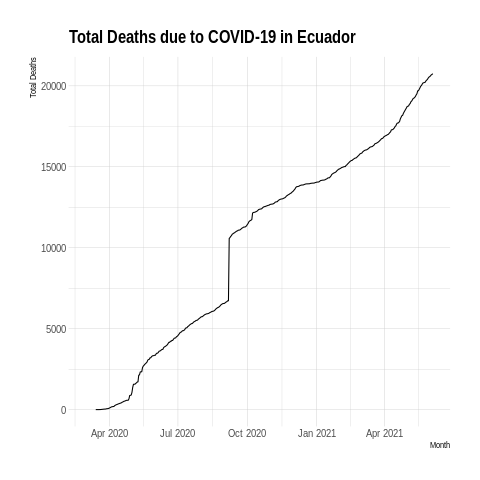 Total Deaths due to COVID-19 in Ecuador
Total Deaths
20000
15000
10000
5000
0
Apr 2020 Jul 2020 Oct 2020 Jan 2021 Apr 2021
Month